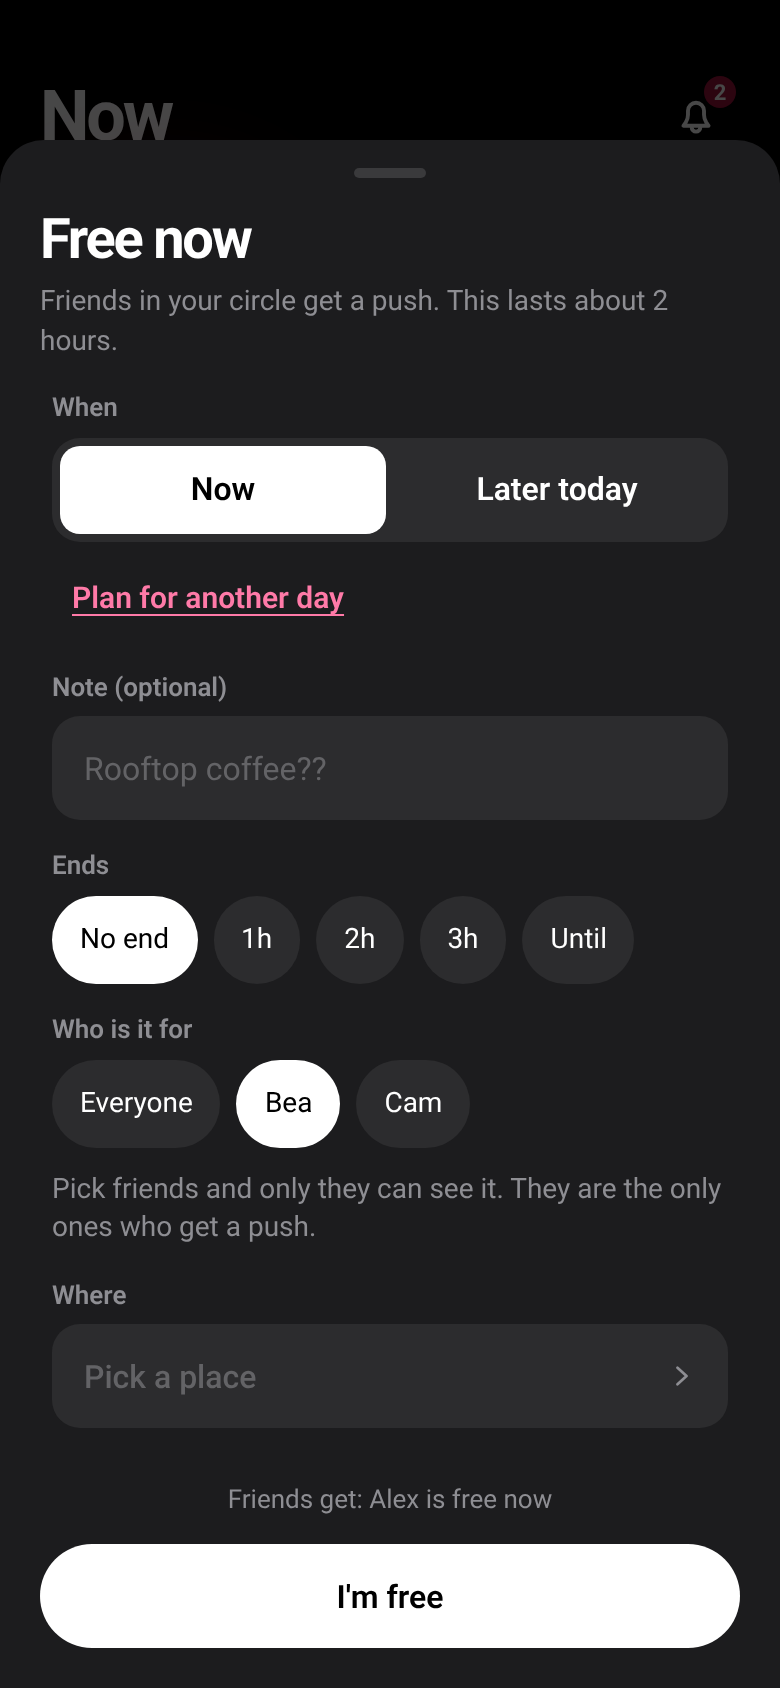 Now
2
Free now
Friends in your circle get a push. This lasts about 2
hours.
When
Now
Later today
Plan for another day
Note (optional)
Rooftop coffee??
Ends
No end
1h
2h
3h
Until
Who is it for
Everyone
Bea
Cam
Pick friends and only they can see it. They are the only
ones who get a push.
Where
Pick a place
Friends get: Alex is free now
I'm free